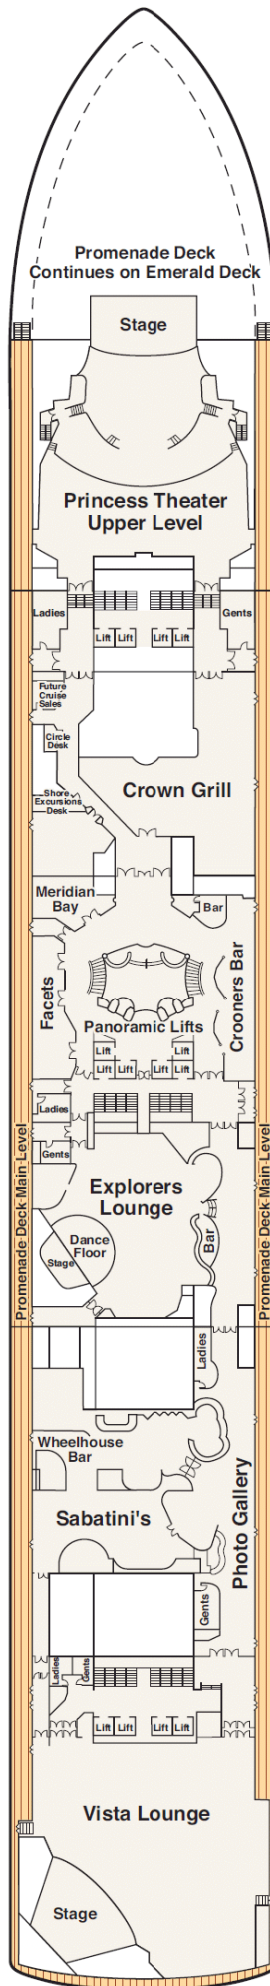 Promenade Deck
Continues on Emerald Deck
Stage
Princess Theater
Upper Level
Ladies
Gents
Lift
Lift
Lift
Lift
Future
Cruise
Sales
Circle
Desk
Shore
Excursions
Desk
Crown Grill
Meridian
Bay
Bar
Facets
Crooners Bar
Panoramic Lifts
Lift
Lift
Lift
Lift
Lift
Lift
Ladies
Gents
Promenade Deck Main Level
Promenade Deck Main Level
Explorers
Lounge
Dance
Floor
Stage
Bar
Ladies
Wheelhouse
Bar
Sabatini's
Photo Gallery
Gents
Ladies
Gents
Lift
Lift
Lift
Lift
Vista Lounge
Stage